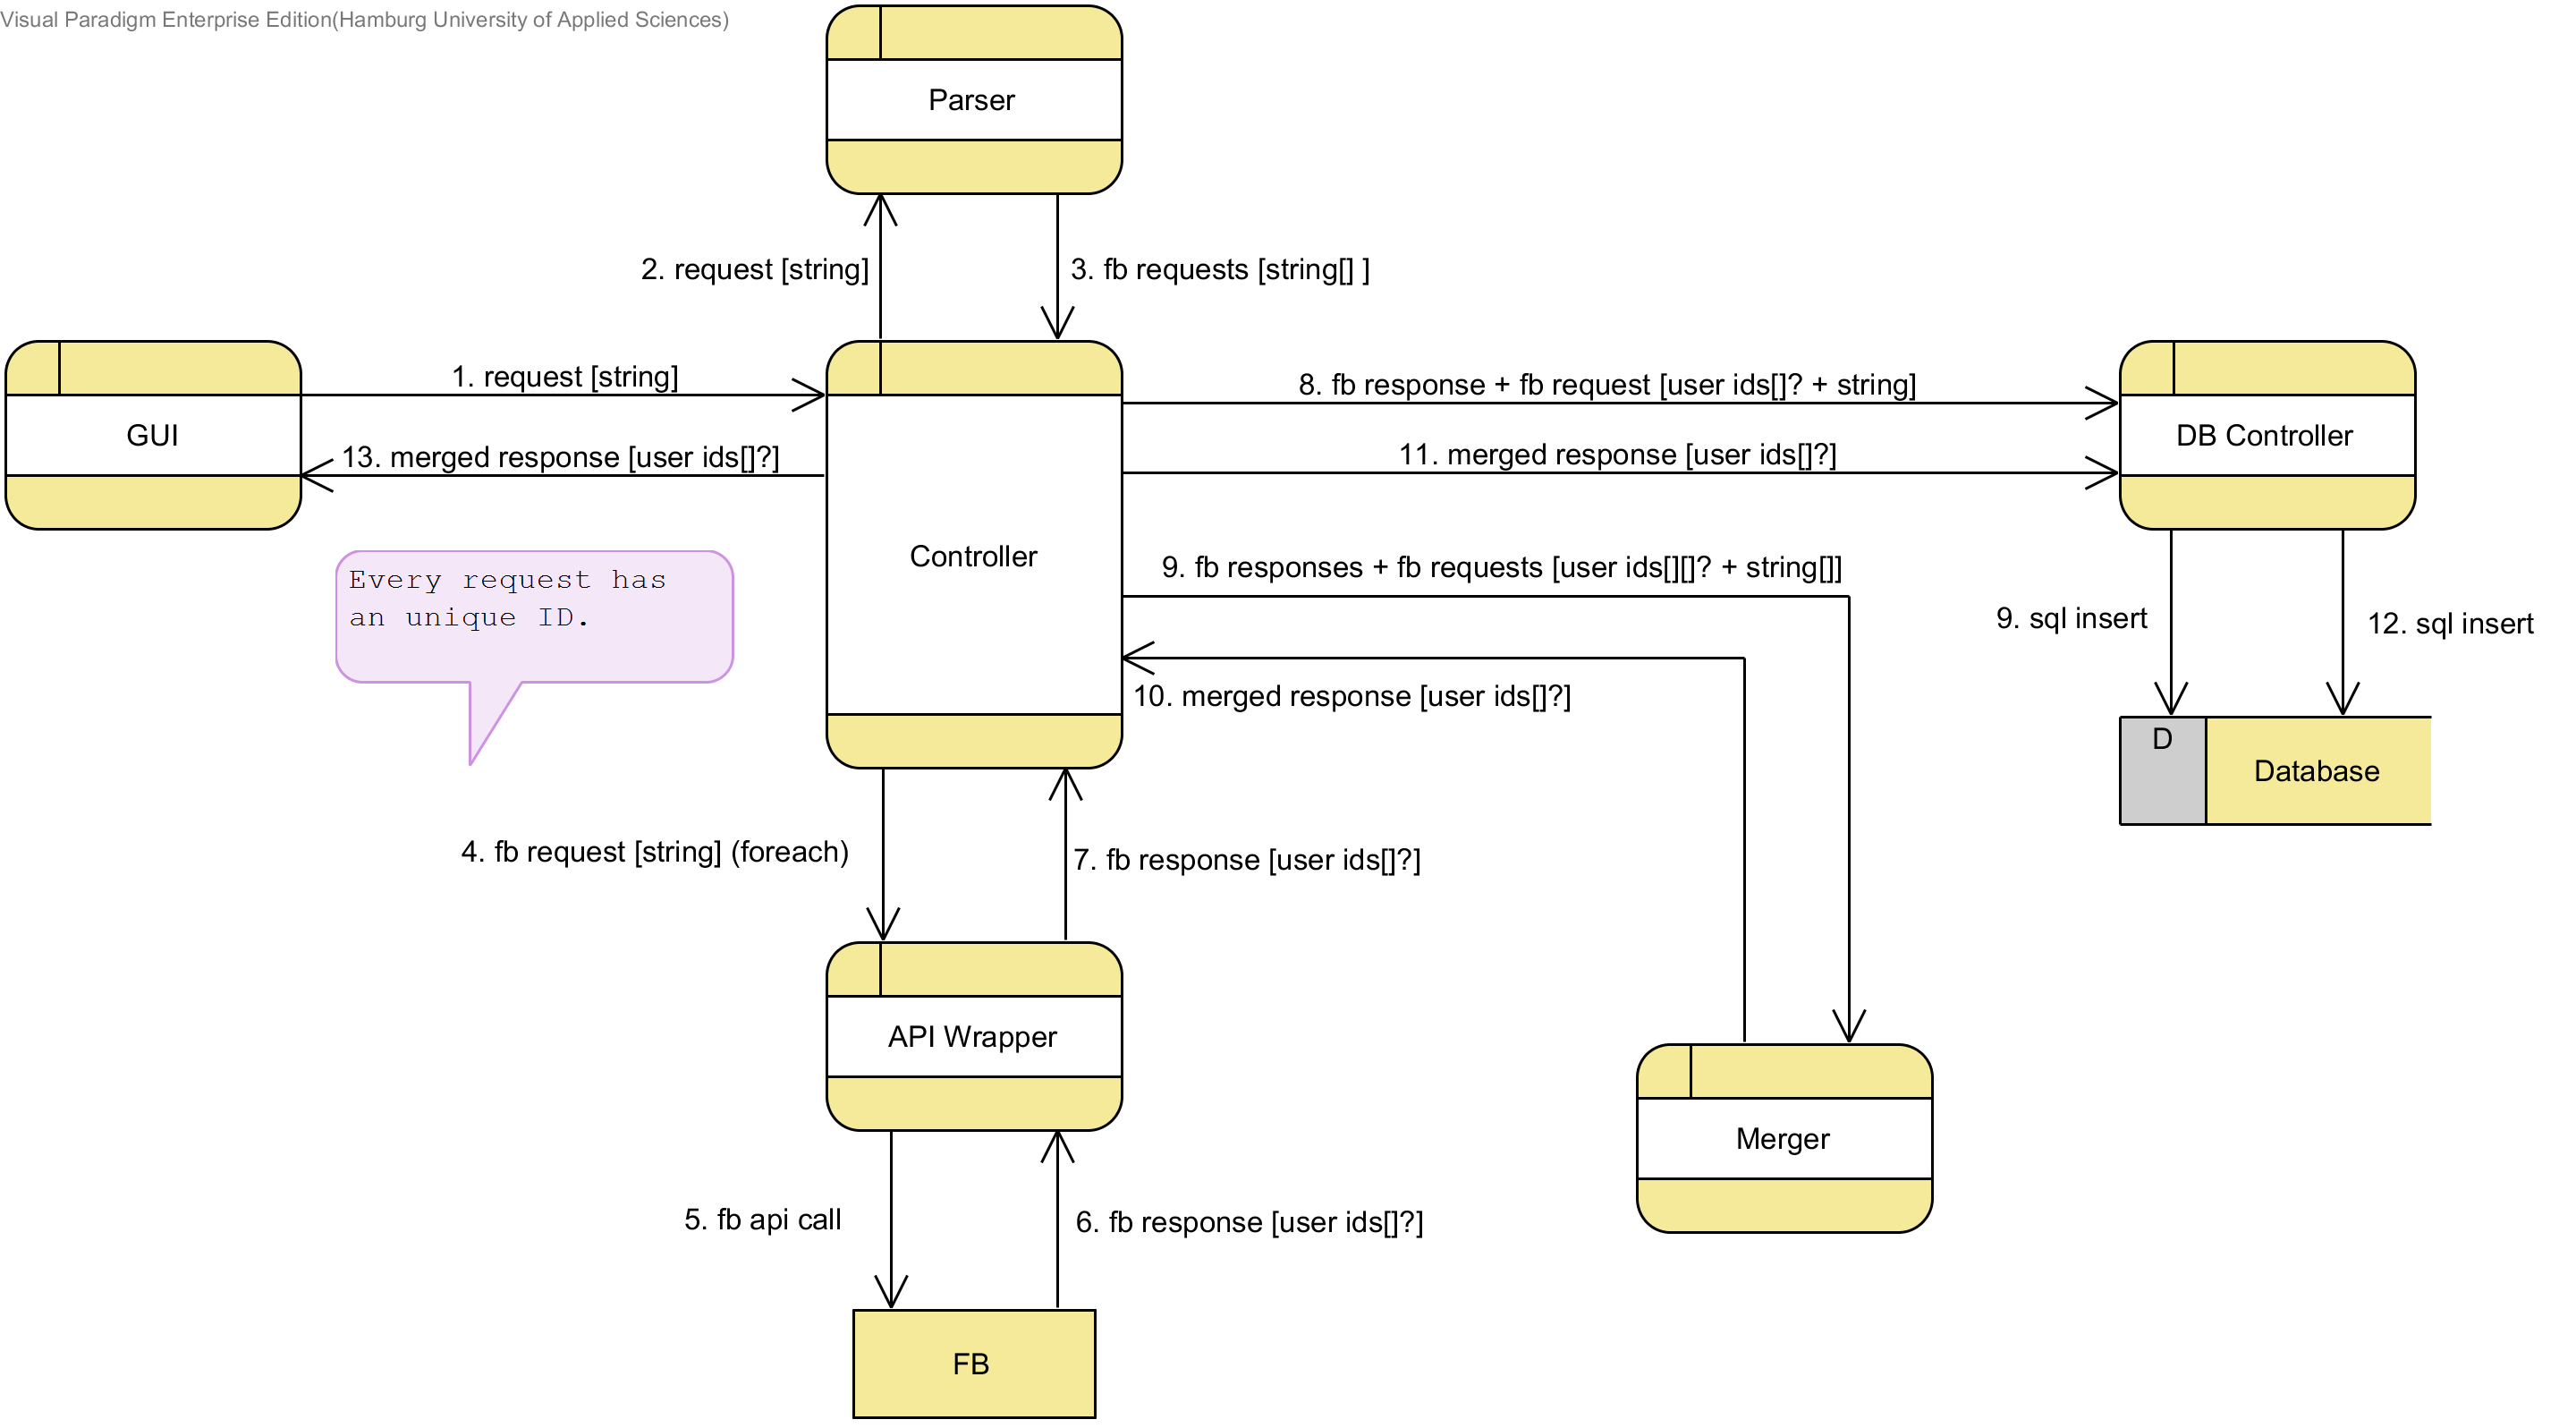 Visual Paradigm Enterprise Edition(Hamburg University of Applied Sciences)
Parser
2. request [string]
3. fb requests [string[] ]
1. request [string]
8. fb response + fb request [user ids[]? + string]
GUI
DB Controller
13. merged response [user ids[]?]
11. merged response [user ids[]?]
Controller
9. fb responses + fb requests [user ids[][]? + string[]]
Every request has
an unique ID.
9. sql insert
12. sql insert
10. merged response [user ids[]?]
D
Database
4. fb request [string] (foreach)
7. fb response [user ids[]?]
API Wrapper
Merger
5. fb api call
6. fb response [user ids[]?]
FB